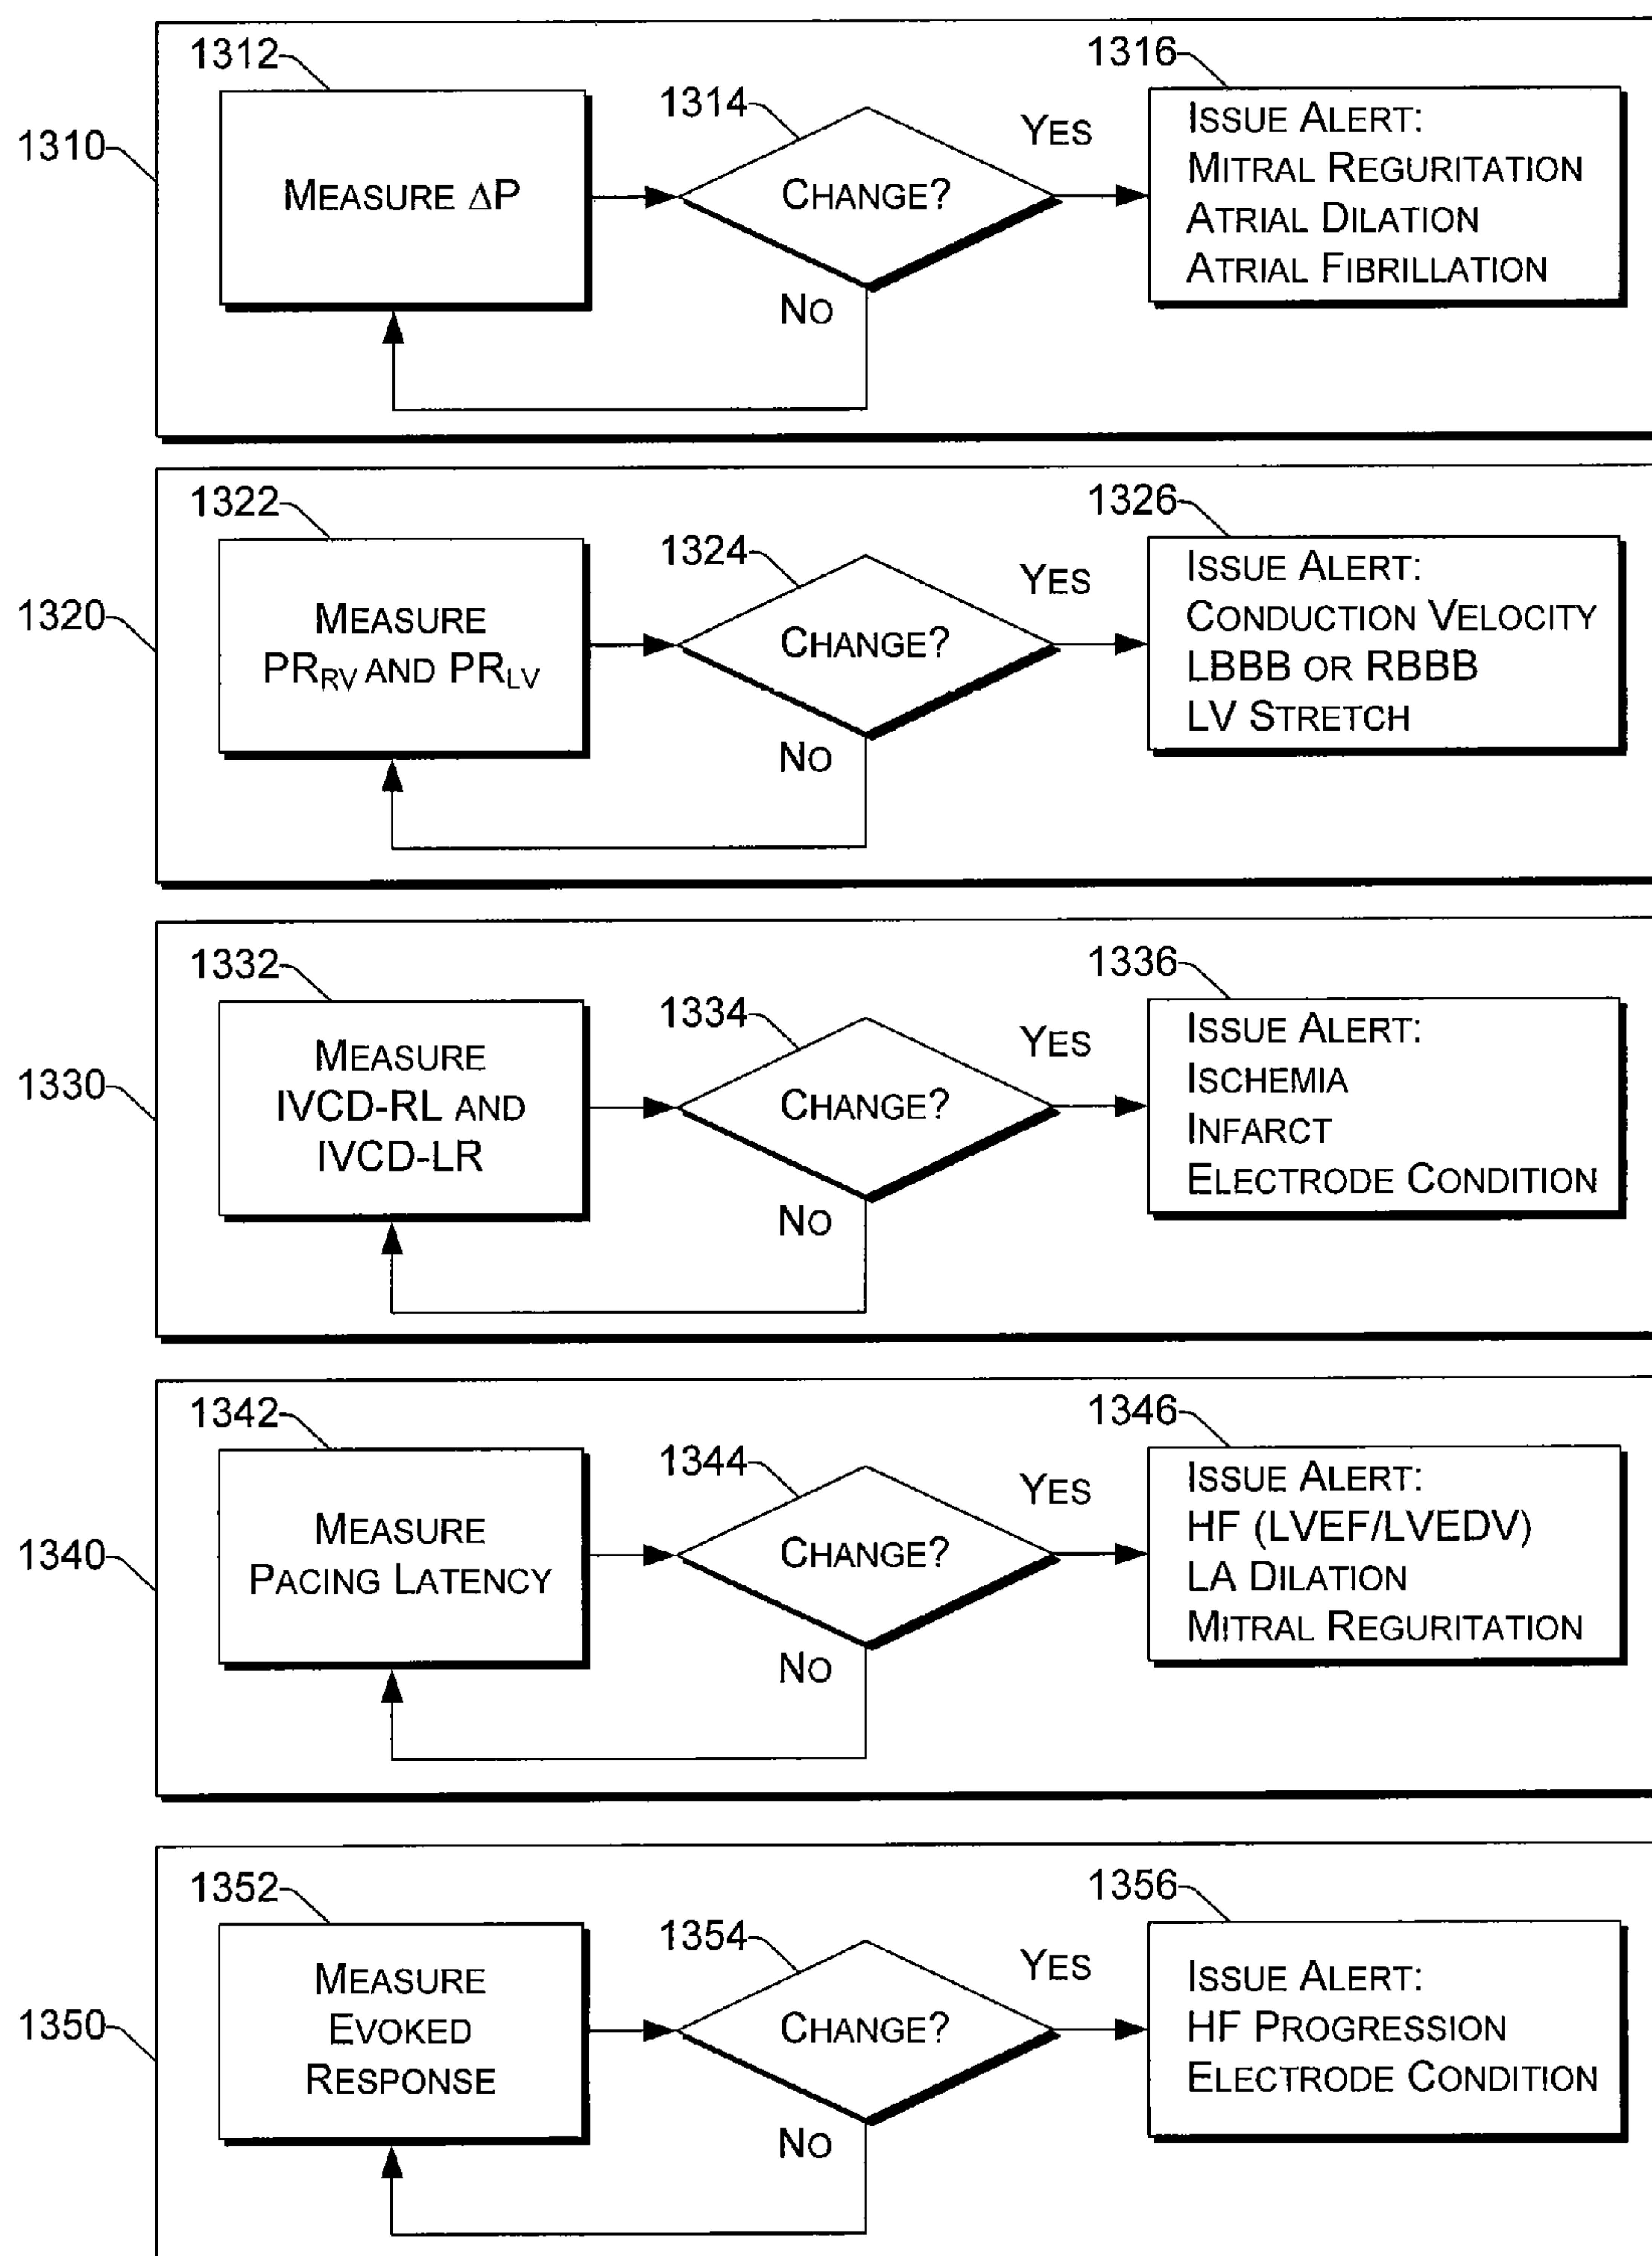 1310
1312
MEASURE ΔP
1314
CHANGE?
YES
NO
1316
ISSUE ALERT:
MITRAL REGURITATION
ATRIAL DILATION
ATRIAL FIBRILLATION
1320
1322
MEASURE
PRRV AND PRLV
1324
CHANGE?
YES
NO
1326
ISSUE ALERT:
CONDUCTION VELOCITY
LBBB OR RBBB
LV STRETCH
1330
1332
MEASURE
IVCD-RL AND
IVCD-LR
1334
CHANGE?
YES
NO
1336
ISSUE ALERT:
ISCHEMIA
INFARCT
ELECTRODE CONDITION
1340
1342
MEASURE
PACING LATENCY
1344
CHANGE?
YES
NO
1346
ISSUE ALERT:
HF (LVEF/LVEDV)
LA DILATION
MITRAL REGURITATION
1350
1352
MEASURE
EVOKED
RESPONSE
1354
CHANGE?
YES
NO
1356
ISSUE ALERT:
HF PROGRESSION
ELECTRODE CONDITION